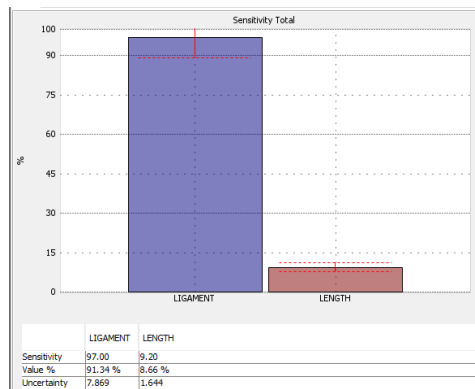 Sensitivity Total
100
90
75
60
%
45
30
15
0
LIGAMENT LENGTH
LIGAMENT LENGTH
Sensitivity 97.00 9.20
Value % 91.34 % 8.66 %
Uncertainty 7.869 1.644